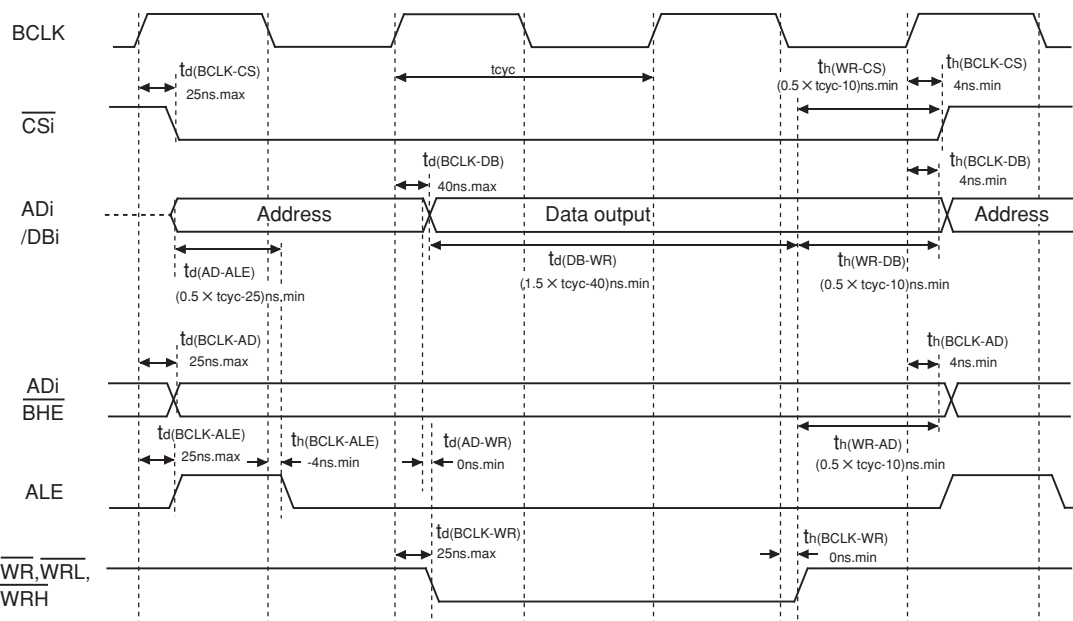 BCLK
td(BCLK-CS)
25ns.max
tcyc
th(WR-CS)
(0.5×tcyc-10)ns.min
th(BCLK-CS)
4ns.min
CSi
td(BCLK-DB)
40ns.max
th(BCLK-DB)
4ns.min
ADi
/DBi
Address
Data output
Address
td(AD-ALE)
(0.5×tcyc-25)ns.min
td(DB-WR)
(1.5×tcyc-40)ns.min
th(WR-DB)
(0.5×tcyc-10)ns.min
td(BCLK-AD)
25ns.max
th(BCLK-AD)
4ns.min
ADi
BHE
td(BCLK-ALE)
25ns.max
th(BCLK-ALE)
-4ns.min
td(AD-WR)
0ns.min
th(WR-AD)
(0.5×tcyc-10)ns.min
ALE
td(BCLK-WR)
25ns.max
th(BCLK-WR)
0ns.min
WR,WRL,
WRH